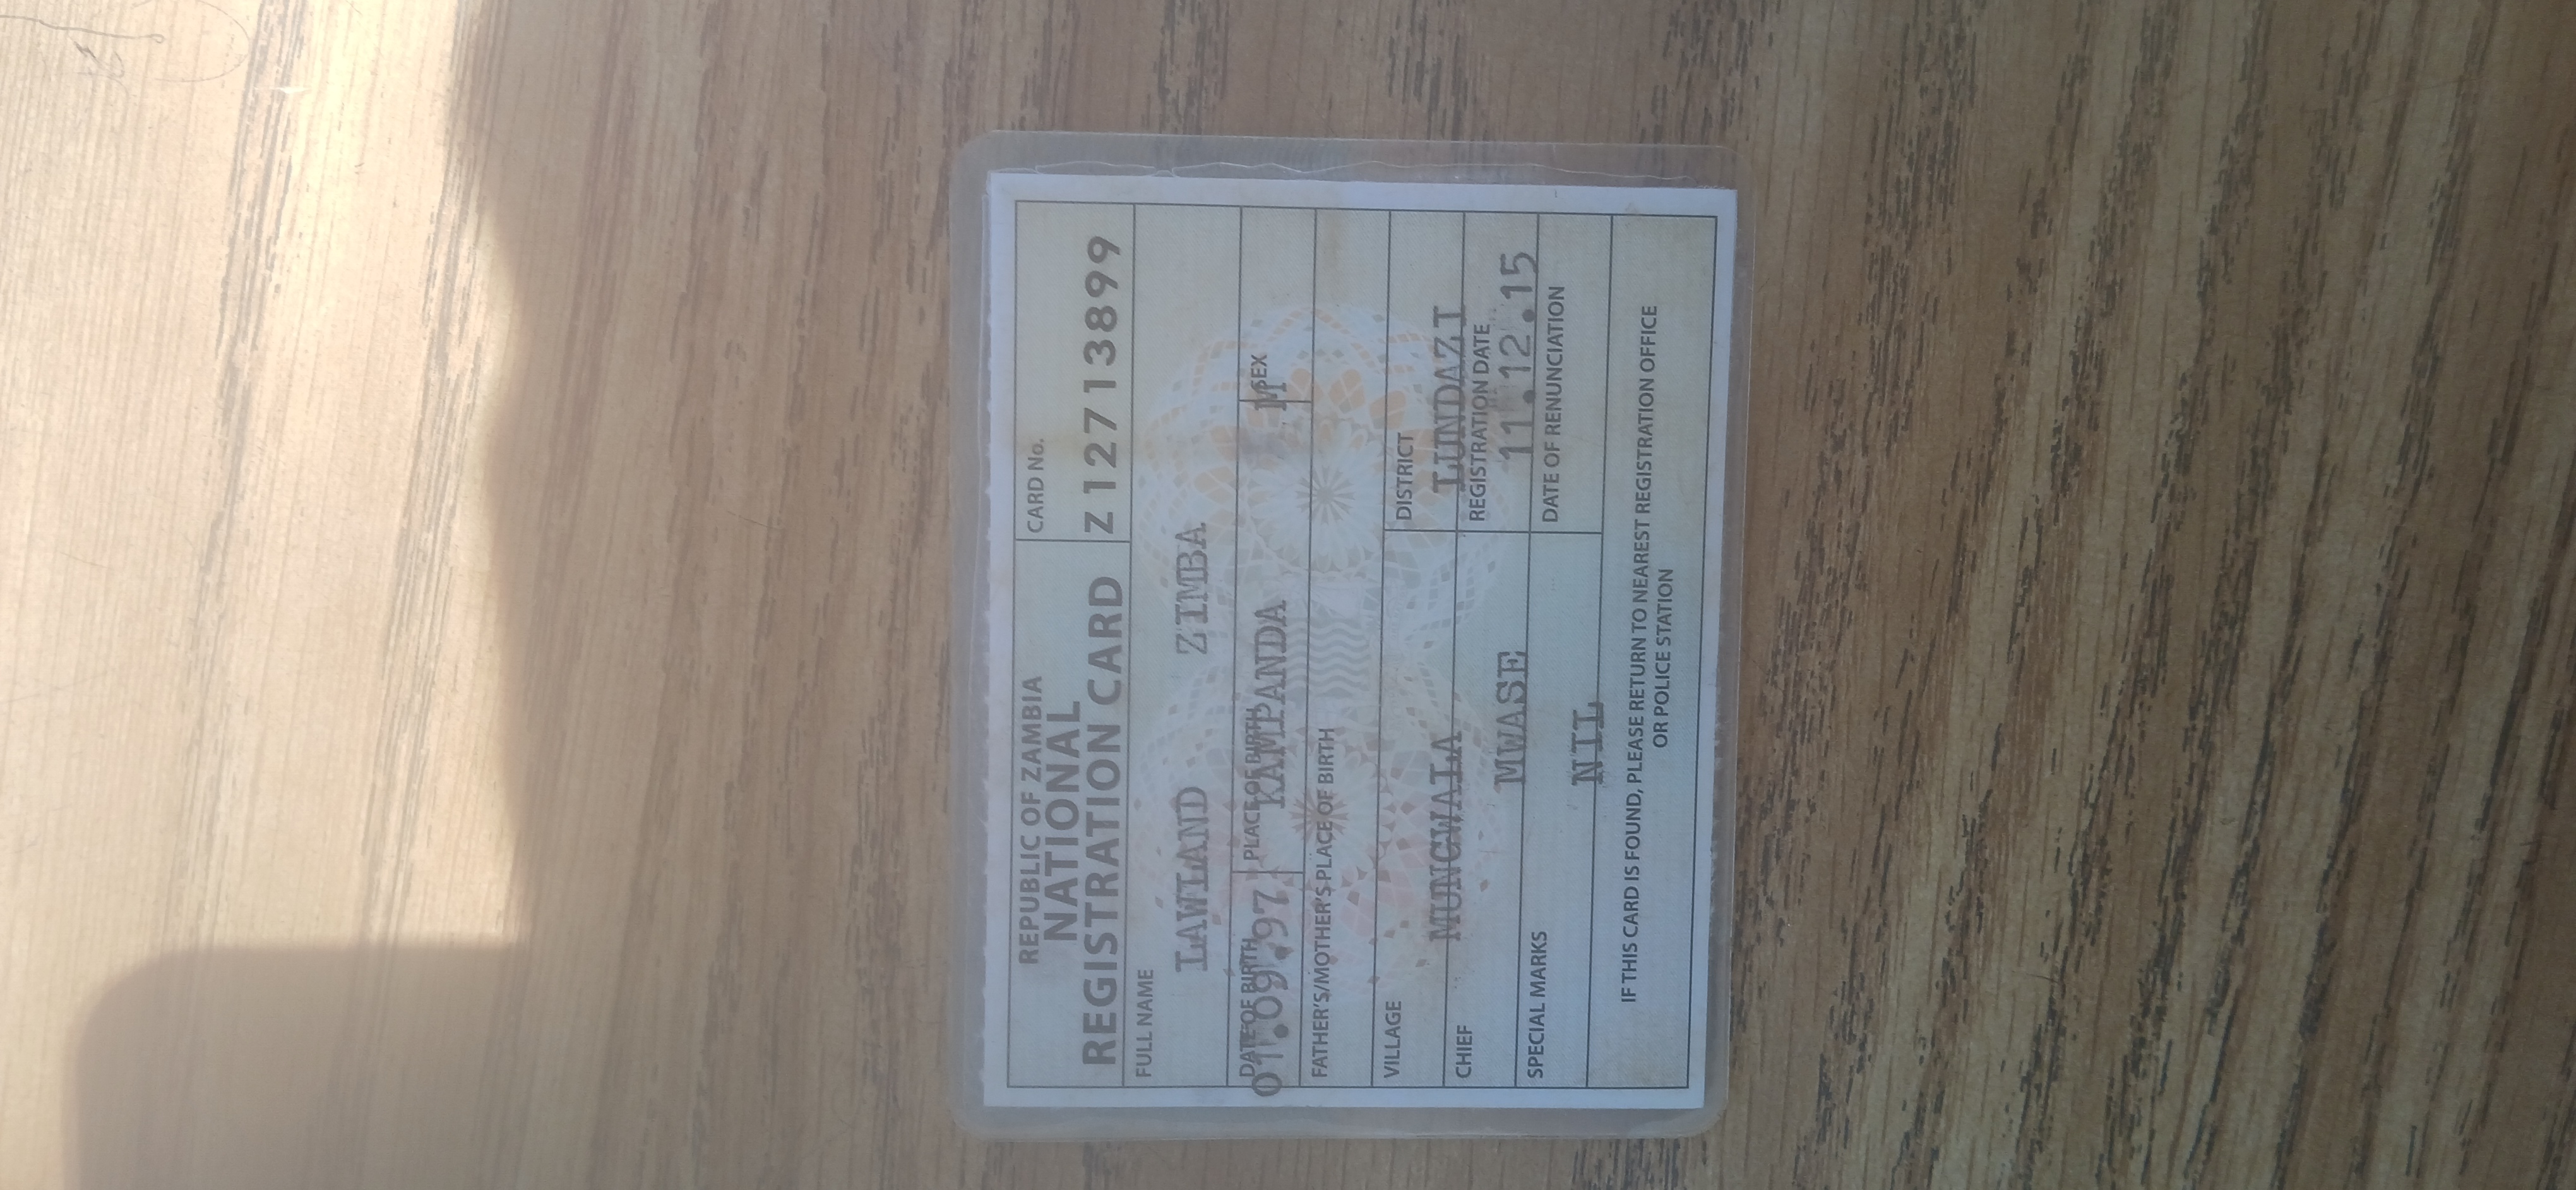 REPUBLIC OF ZAMBIA
NATIONAL
REGISTRATION CARD
CARD No.
Z12713899
FULL NAME
LAWLAND ZIMBA
DATE OF BIRTH
01.09.97
PLACE OF BIRTH
KAMPANDA
SEX
M
FATHER'S/MOTHER'S PLACE OF BIRTH
VILLAGE
MUNGWALA
DISTRICT
LUNDAZI
CHIEF
MWASE
REGISTRATION DATE
11.12.15
SPECIAL MARKS
NIL
DATE OF RENUNCIATION
IF THIS CARD IS FOUND, PLEASE RETURN TO NEAREST REGISTRATION OFFICE
OR POLICE STATION